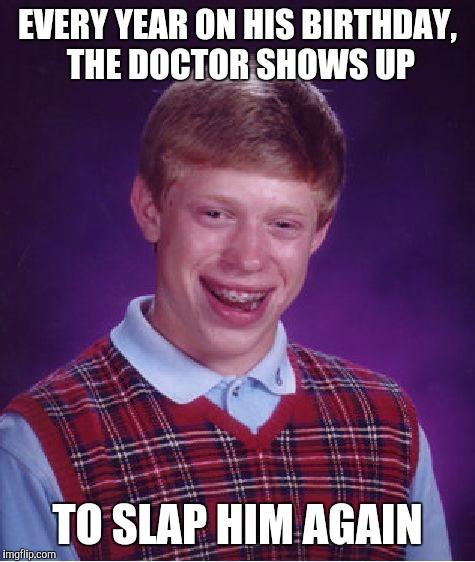 EVERY YEAR ON HIS BIRTHDAY,
THE DOCTOR SHOWS UP
TO SLAP HIM AGAIN
imgflip.com